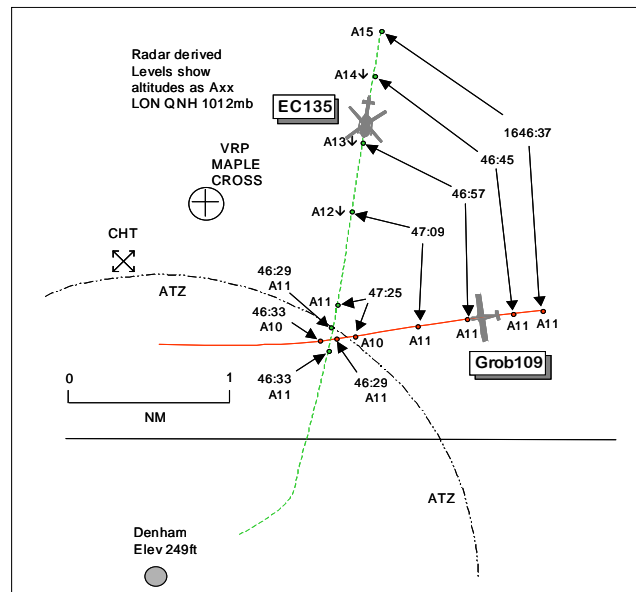 A15
Radar derived
Levels show
altitudes as Axx
LON QNH 1012mb
A14↓
EC135
1646:37
A13↓
46:45
VRP
MAPLE
CROSS
46:57
A12↓
47:09
CHT
46:29
A11
ATZ
A11
47:25
46:33
A10
A10
A11
A11
A11
A11
Grob109
46:33
A11
46:29
A11
0
1
NM
ATZ
Denham
Elev 249ft